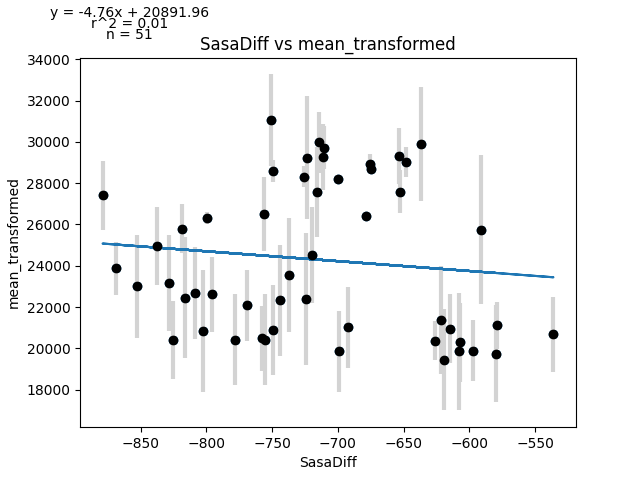 y = -4.76x + 20891.96
r^2 = 0.01
n = 51
SasaDiff vs mean_transformed
34000
32000
30000
28000
26000
24000
22000
20000
18000
mean_transformed
−850
−800
−750
−700
−650
−600
−550
SasaDiff